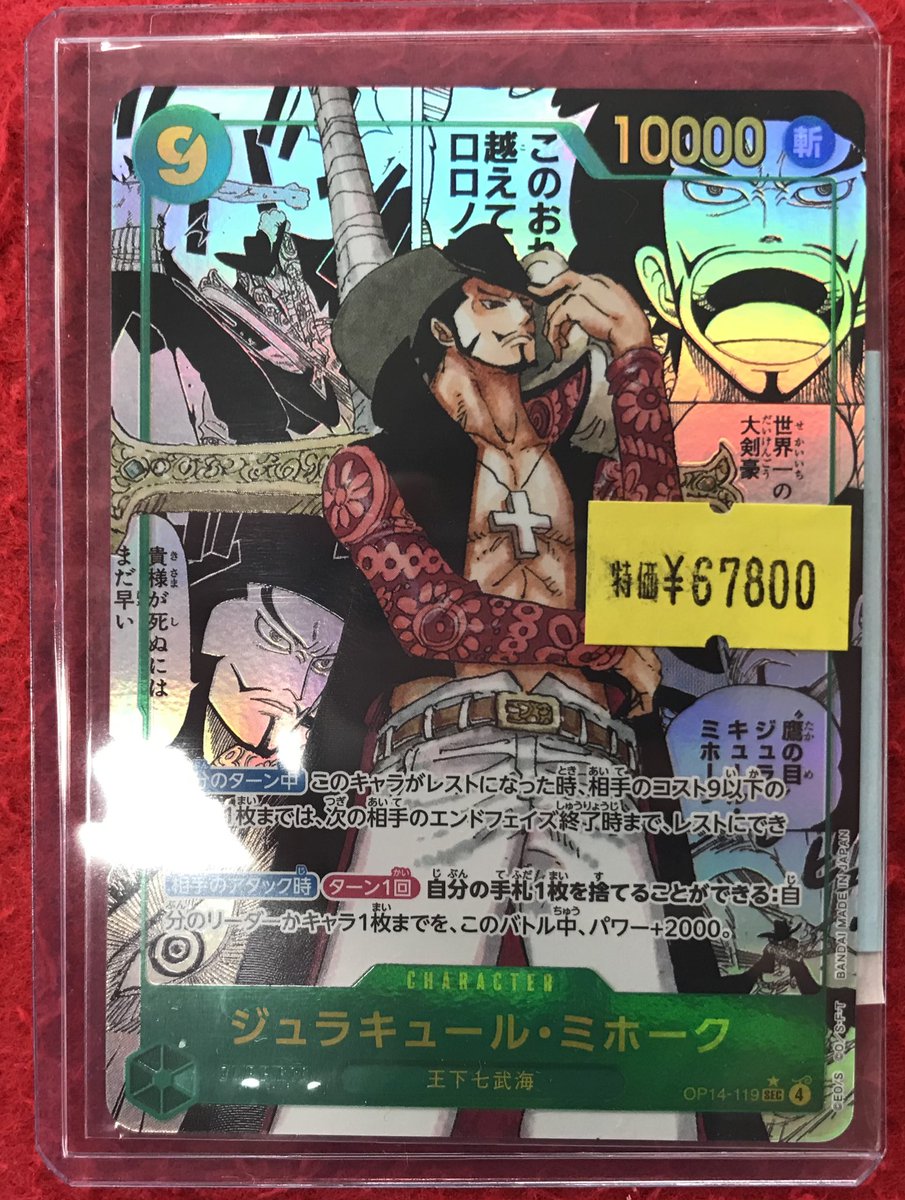 9
10000
斬
このおれ
越えて
ロロノ
世界一の
大剣豪
貴様が死ぬには
まだ早い
特価¥67800
鷹の目
ジュラ
キュ
ミホーク
分のターン中 このキャラがレストになった時、相手のコスト9以下の
1枚までは、次の相手のエンドフェイズ終了時まで、レストにでき
相手のアタック時 ターン1回 自分の手札1枚を捨てることができる:自
分のリーダーかキャラ1枚までを、このバトル中、パワー+2000。
CHARACTER
ジュラキュール・ミホーク
王下七武海
OP14-119 SEC 4
BANDAI MADE IN JAPAN